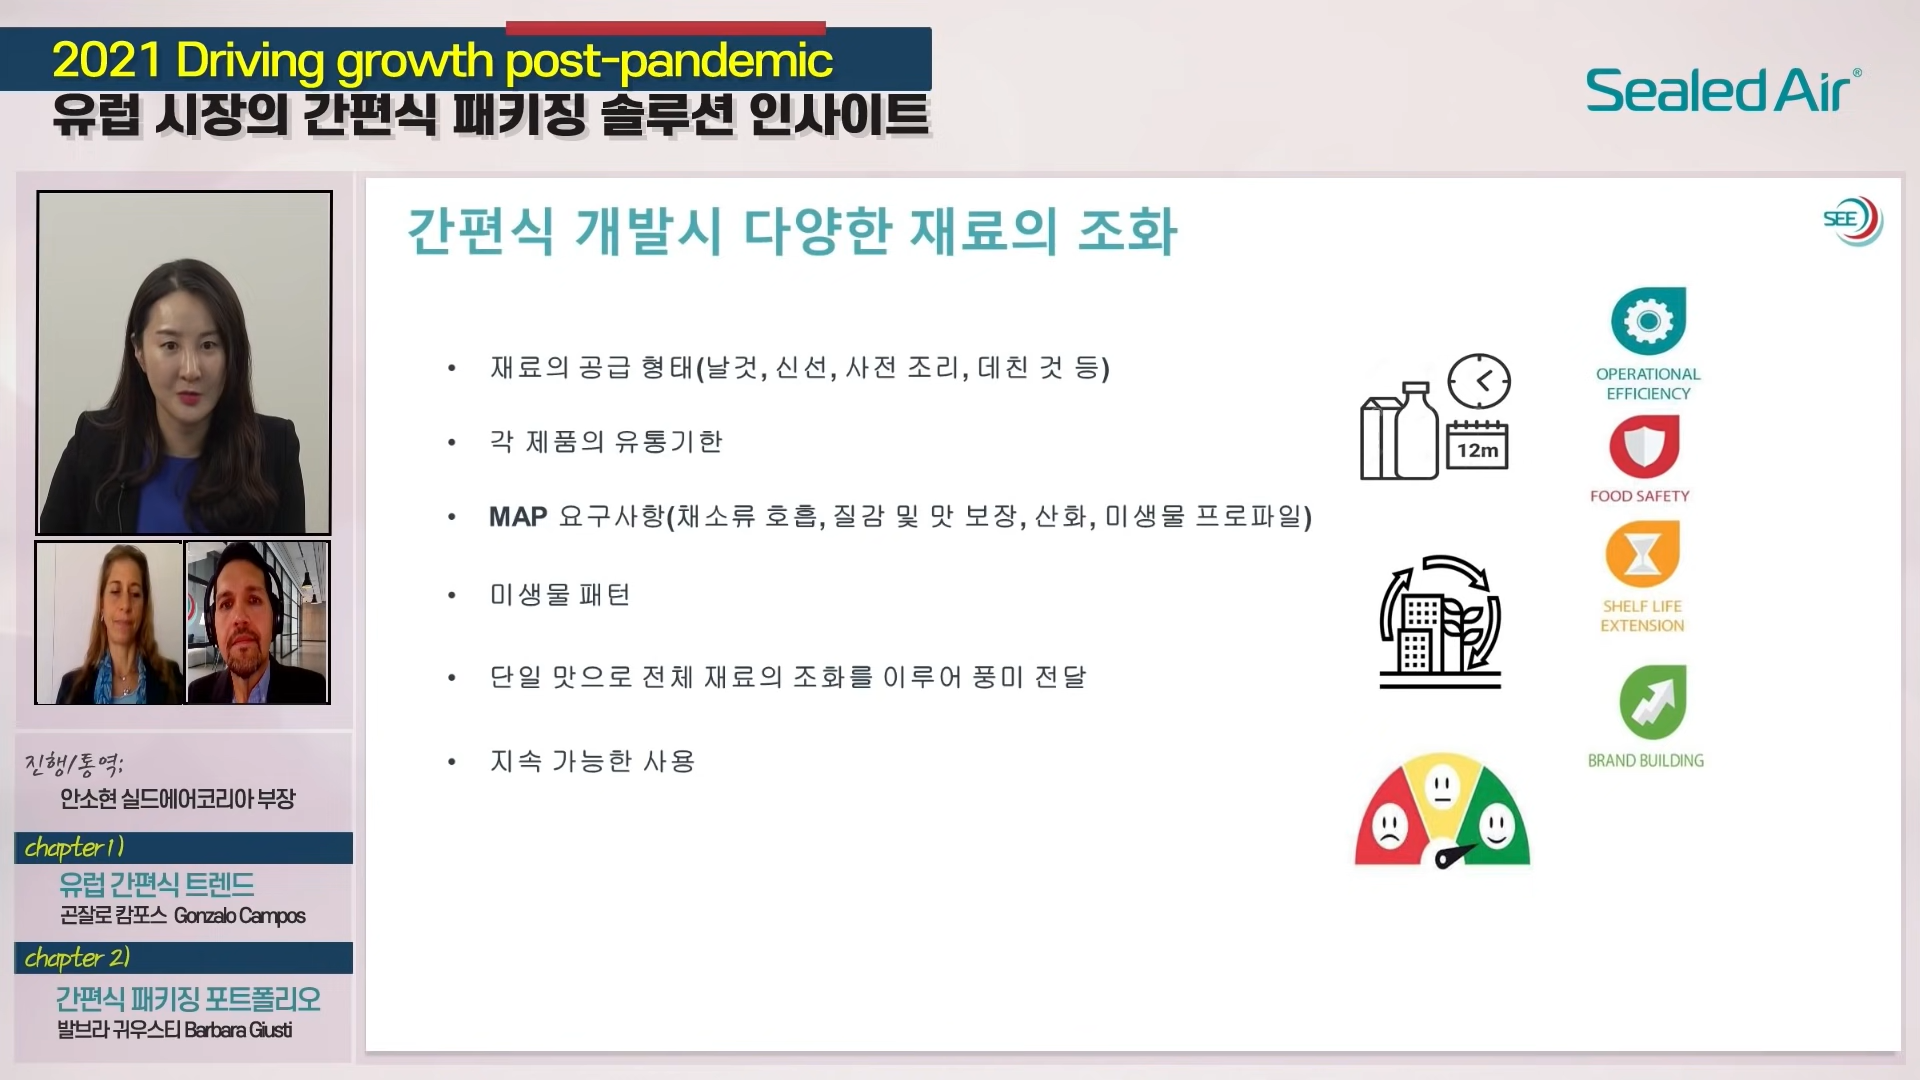 2021 Driving growth post-pandemic
유럽 시장의 간편식 패키징 솔루션 인사이트
Sealed Air®
간편식 개발시 다양한 재료의 조화
SEE
• 재료의 공급 형태(날것, 신선, 사전 조리, 데친 것 등)
• 각 제품의 유통기한
• MAP 요구사항(채소류 호흡, 질감 및 맛 보장, 산화, 미생물 프로파일)
• 미생물 패턴
• 단일 맛으로 전체 재료의 조화를 이루어 풍미 전달
• 지속 가능한 사용
12m
OPERATIONAL
EFFICIENCY
FOOD SAFETY
SHELF LIFE
EXTENSION
BRAND BUILDING
진행/통역;
안소현 실드에어코리아 부장
chapter 1)
유럽 간편식 트렌드
곤잘로 캄포스 Gonzalo Campos
chapter 2)
간편식 패키징 포트폴리오
발브라 귀우스티 Barbara Giusti